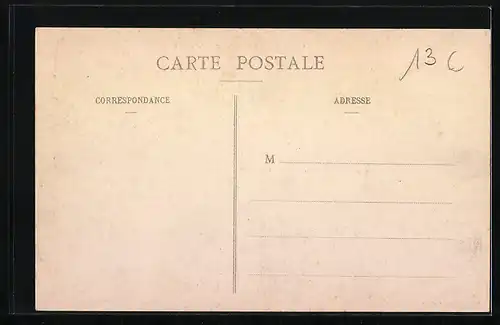 CARTE POSTALE
13 C
CORRESPONDANCE
ADRESSE
M